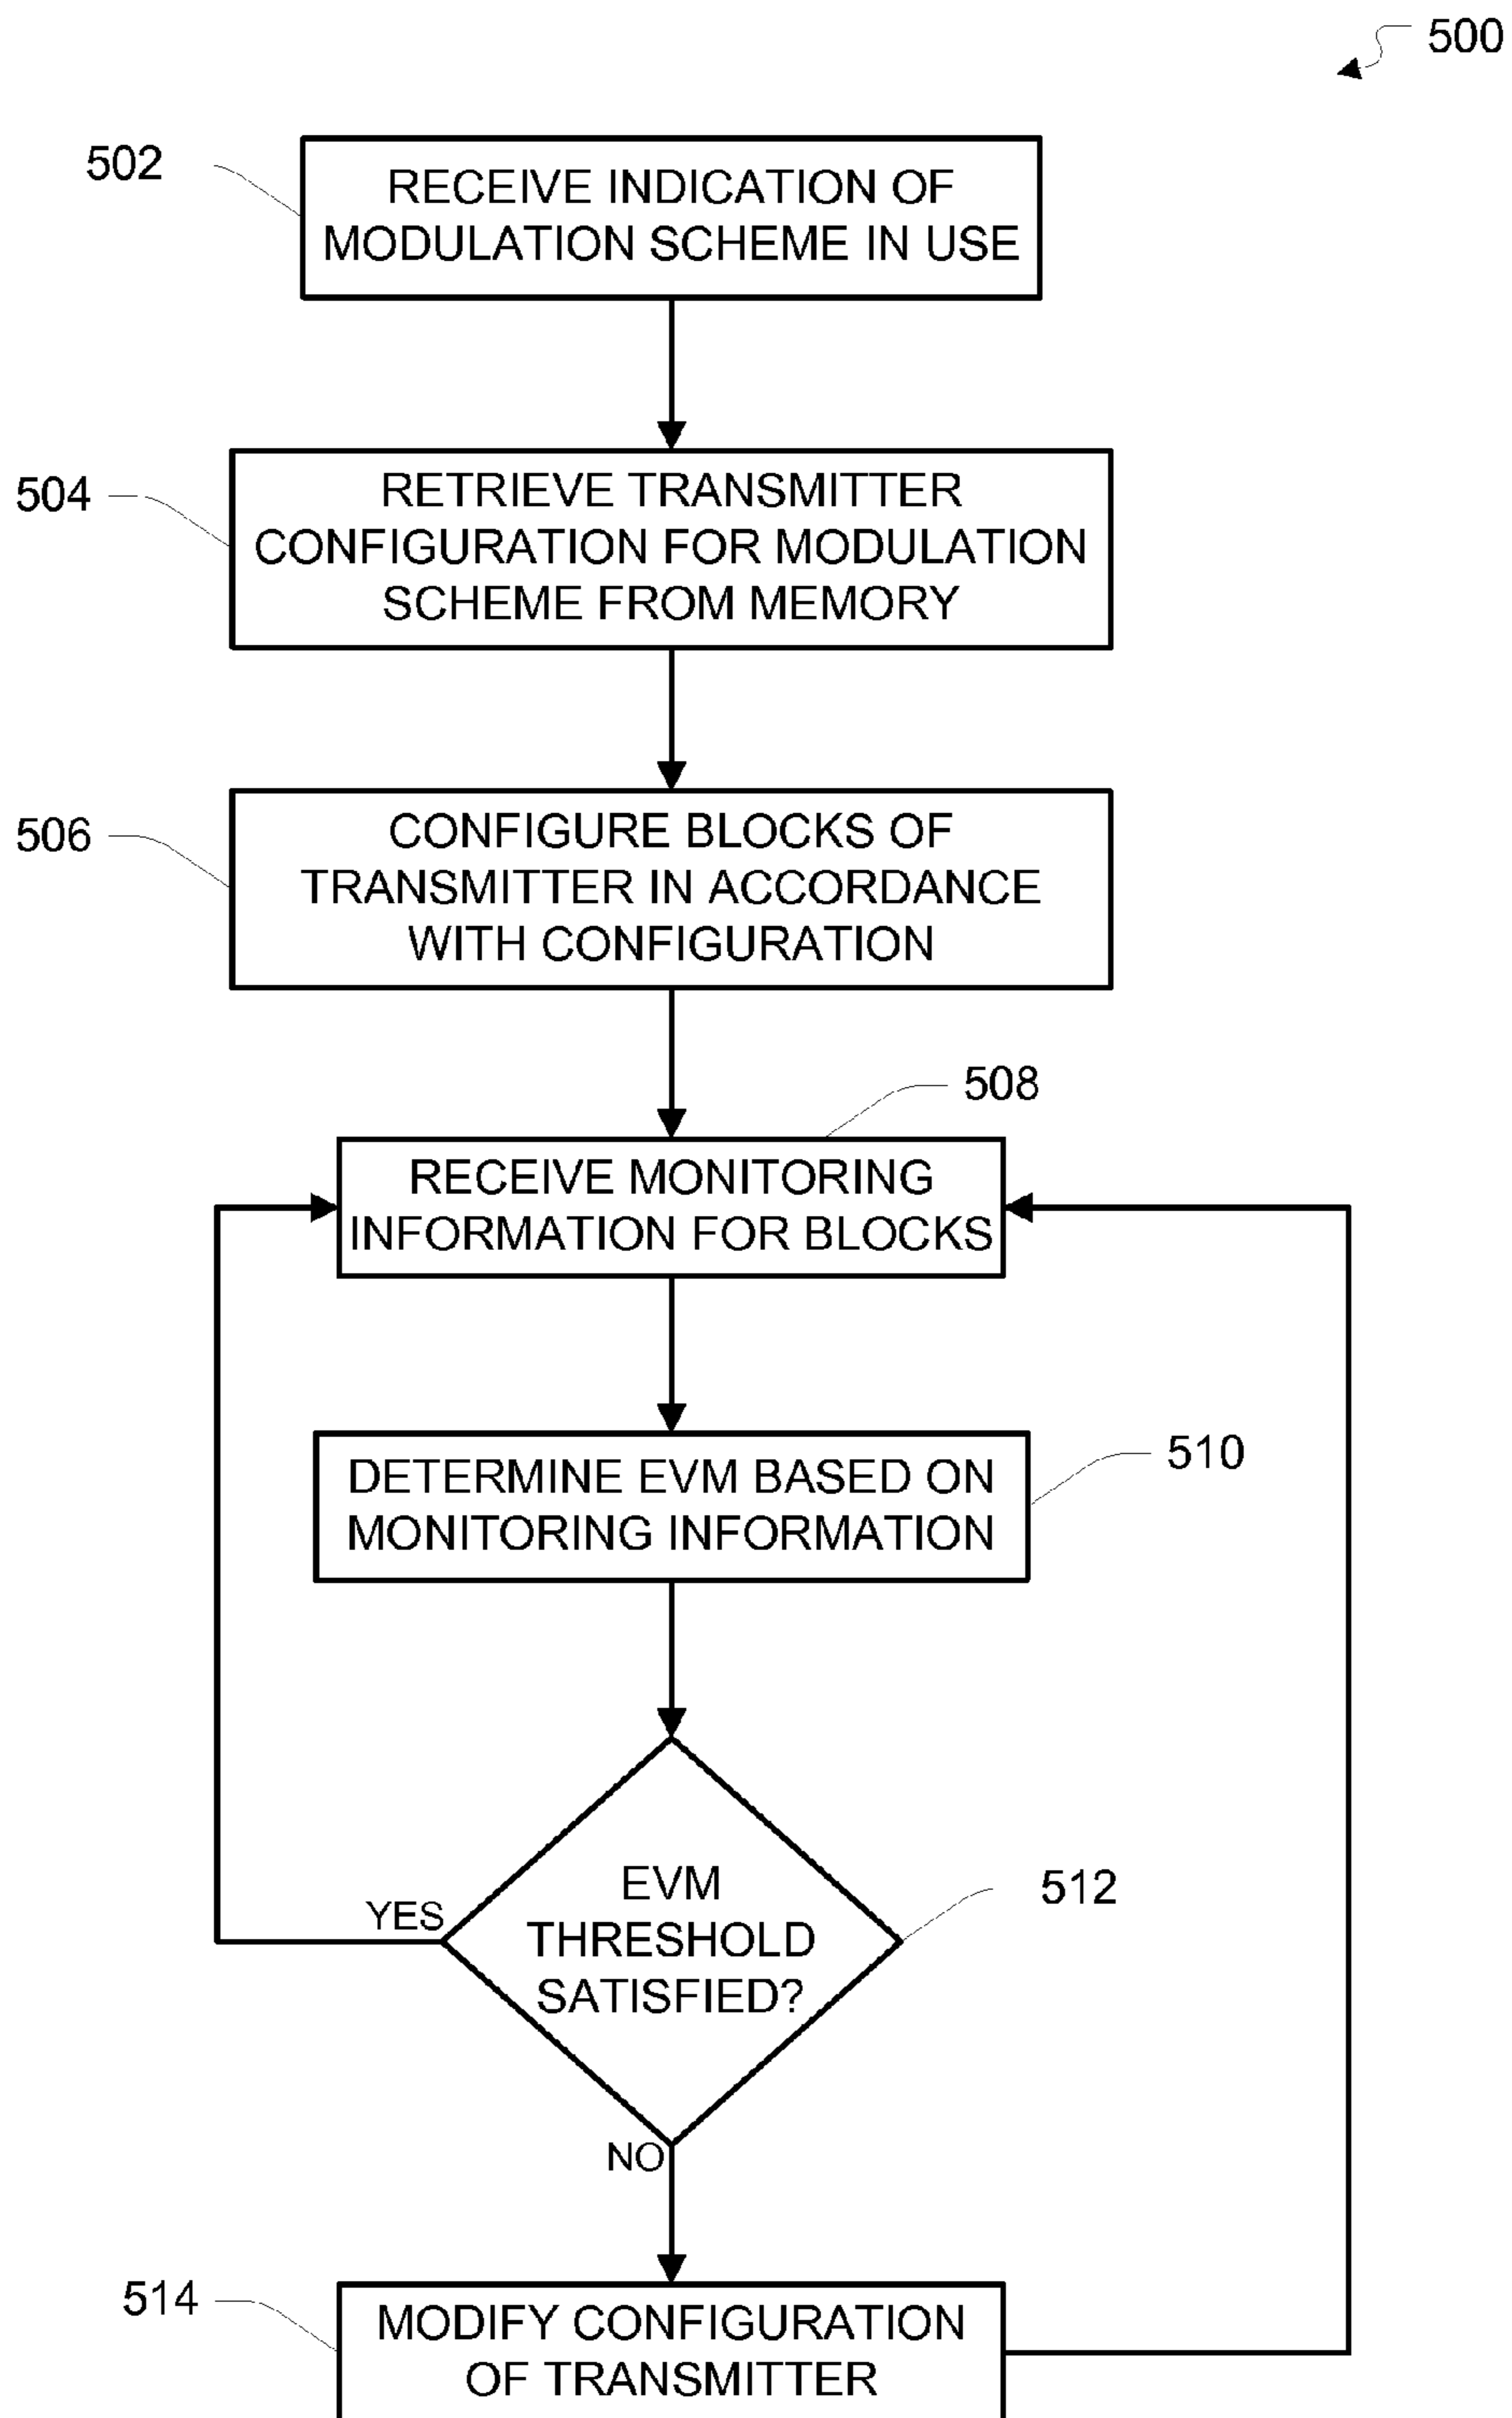 500
502
RECEIVE INDICATION OF
MODULATION SCHEME IN USE
504
RETRIEVE TRANSMITTER
CONFIGURATION FOR MODULATION
SCHEME FROM MEMORY
506
CONFIGURE BLOCKS OF
TRANSMITTER IN ACCORDANCE
WITH CONFIGURATION
508
RECEIVE MONITORING
INFORMATION FOR BLOCKS
510
DETERMINE EVM BASED ON
MONITORING INFORMATION
512
EVM
THRESHOLD
SATISFIED?
YES
NO
514
MODIFY CONFIGURATION
OF TRANSMITTER